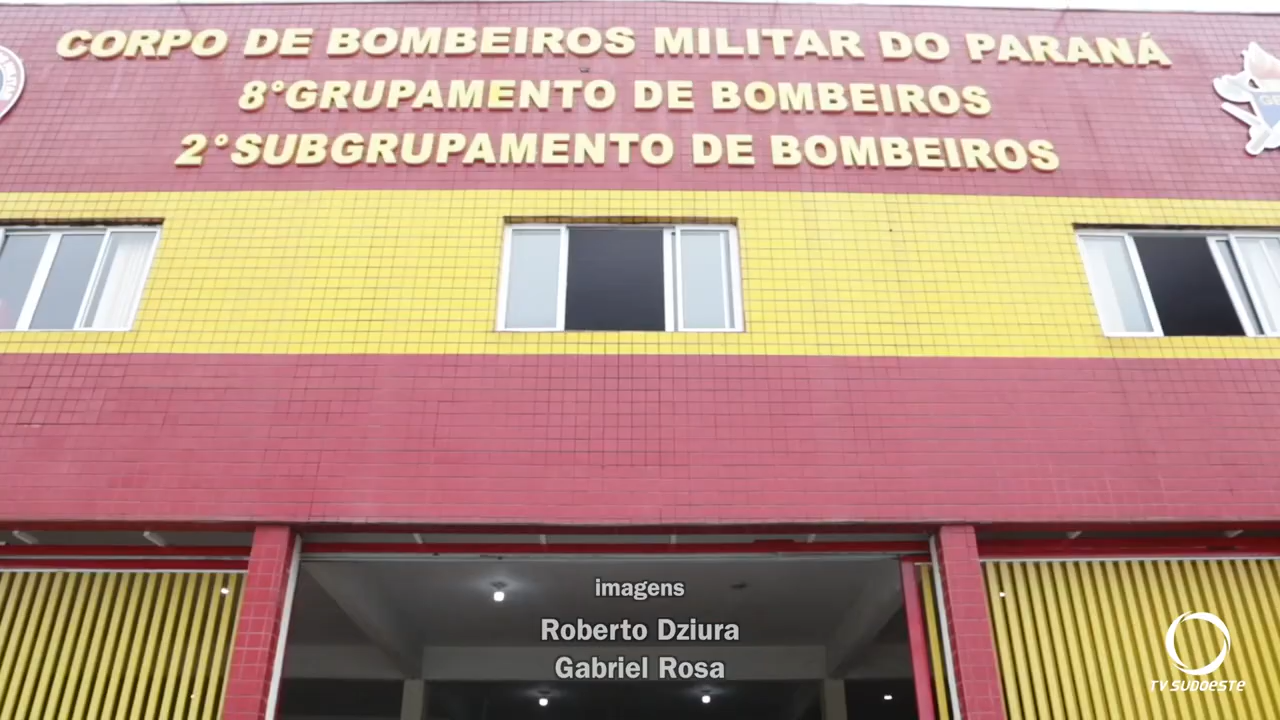 CORPO DE BOMBEIROS MILITAR DO PARANÁ
8°GRUPAMENTO DE BOMBEIROS
2°SUBGRUPAMENTO DE BOMBEIROS
imagens
Roberto Dziura
Gabriel Rosa
TV SUDOESTE